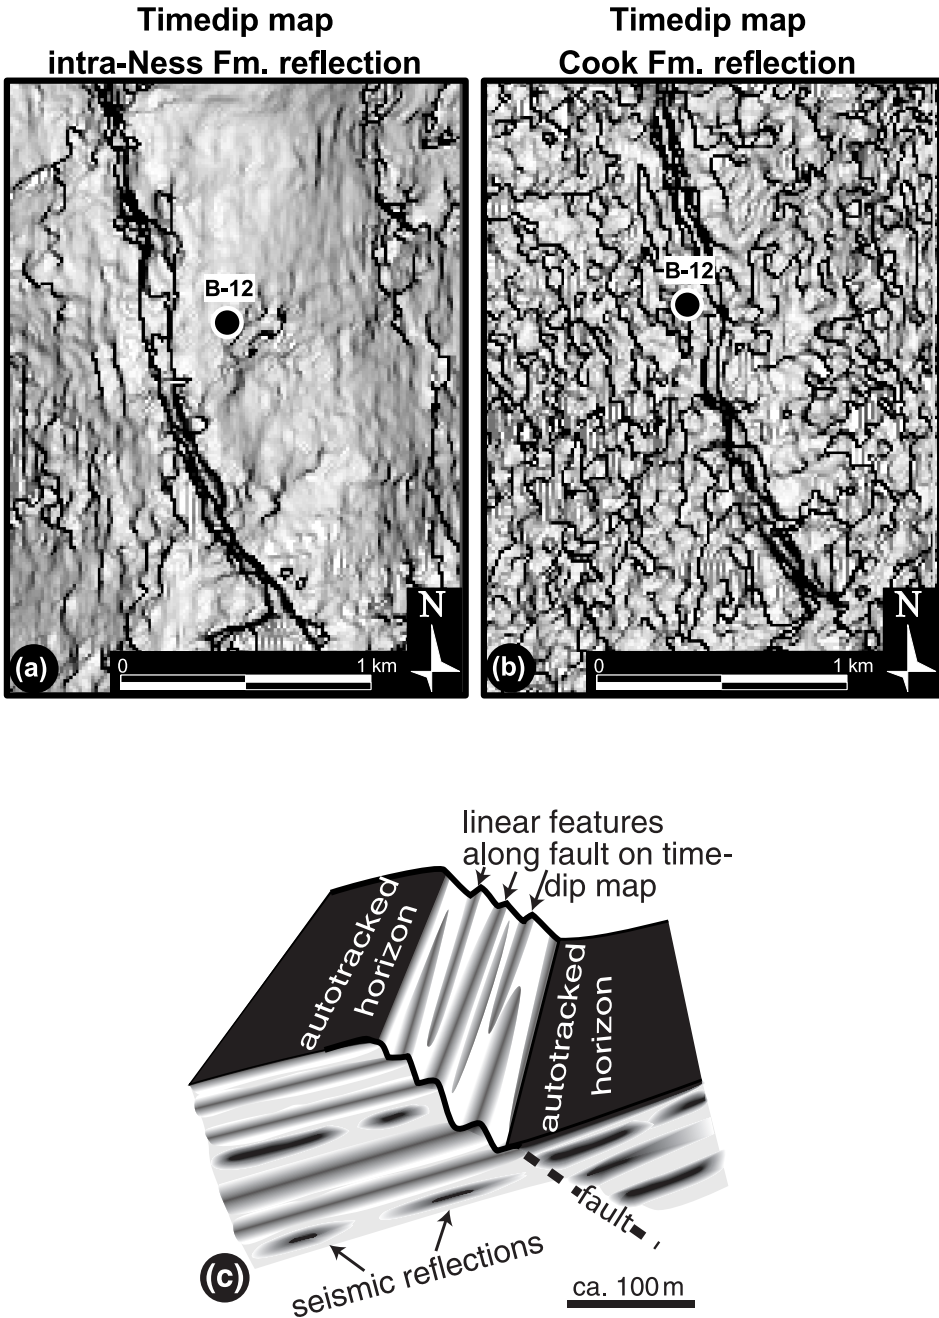 Timedip map
intra-Ness Fm. reflection
Timedip map
Cook Fm. reflection
B-12
B-12
N
N
(a)
0
1 km
(b)
0
1 km
linear features
along fault on time-
dip map
autotracked
horizon
autotracked
horizon
fault
seismic reflections
(c)
ca. 100 m